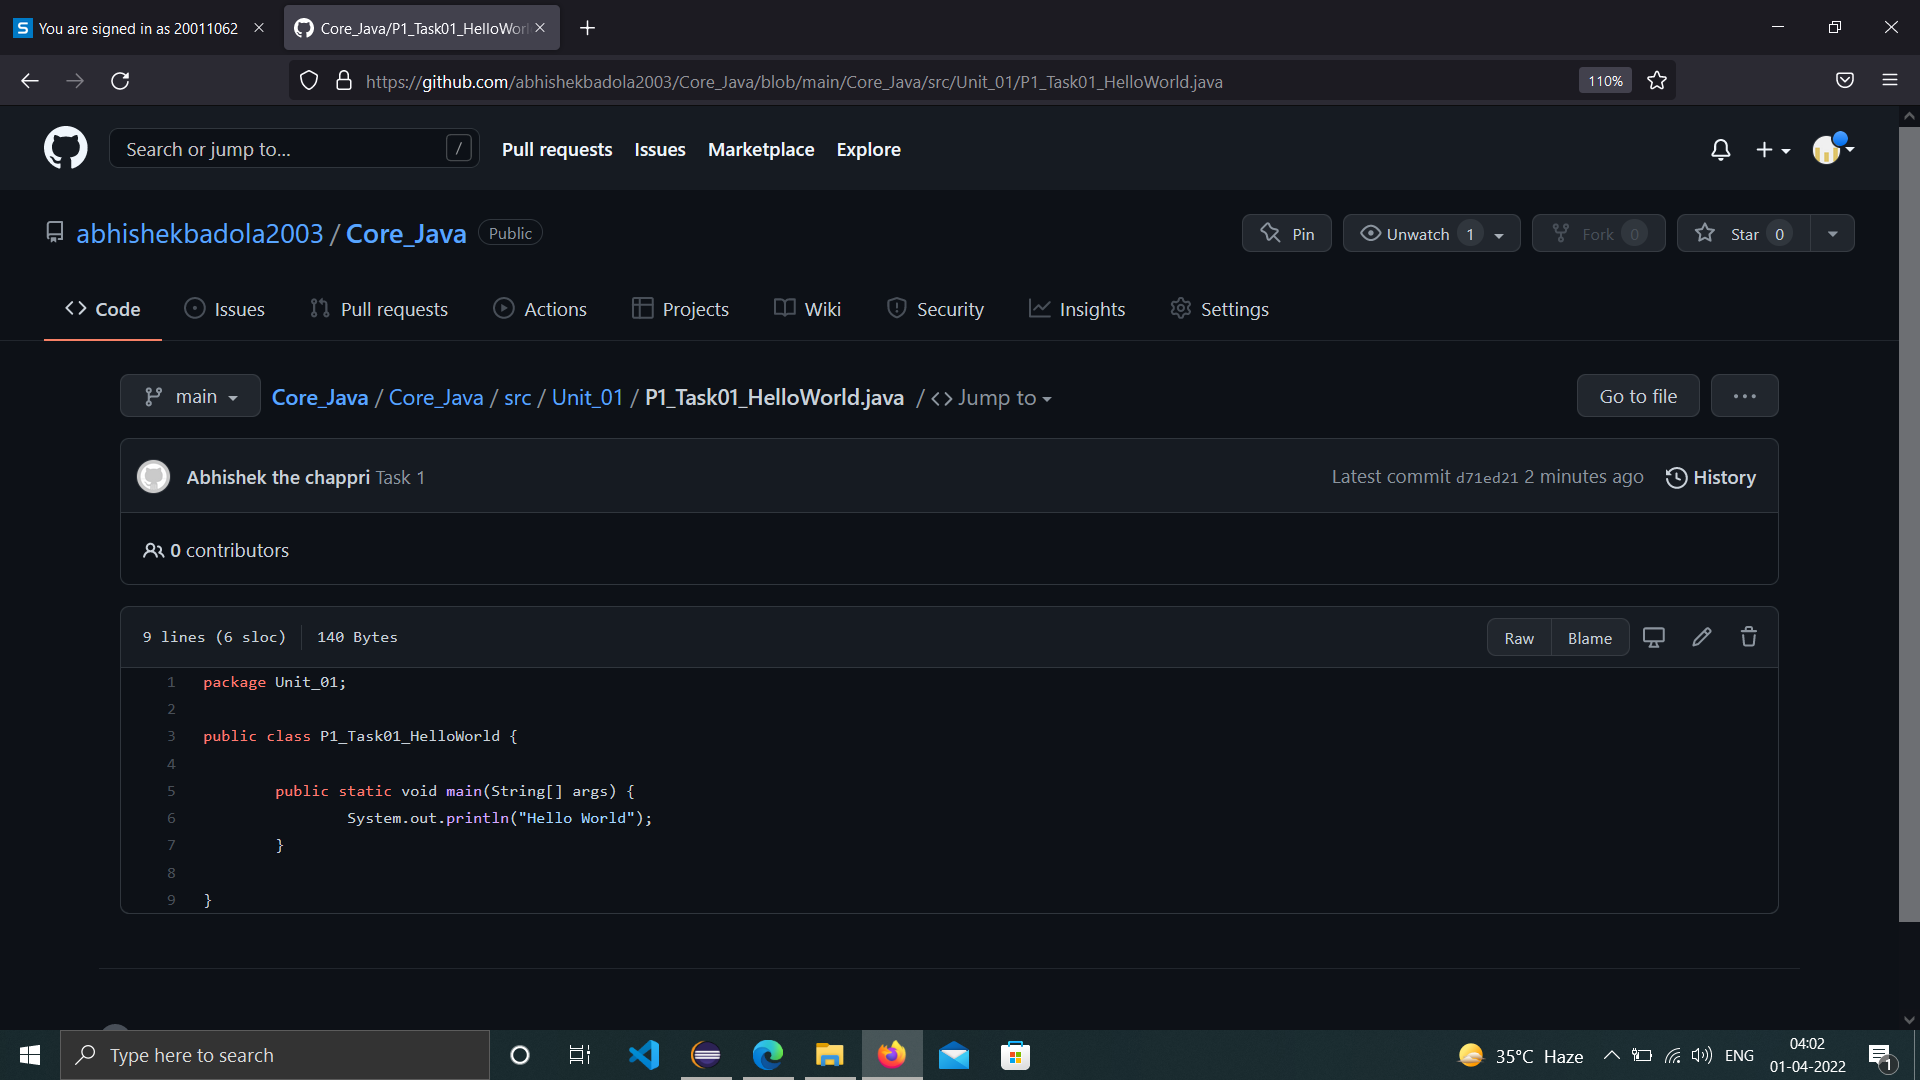 You are signed in as 20011062
Core_Java/P1_Task01_HelloWorl
https://github.com/abhishekbadola2003/Core_Java/blob/main/Core_Java/src/Unit_01/P1_Task01_HelloWorld.java
110%
Search or jump to...
/
Pull requests
Issues
Marketplace
Explore
abhishekbadola2003 / Core_Java
Public
Pin
Unwatch 1
Fork 0
Star 0
Code
Issues
Pull requests
Actions
Projects
Wiki
Security
Insights
Settings
main
Core_Java / Core_Java / src / Unit_01 / P1_Task01_HelloWorld.java / <> Jump to
Go to file
...
Abhishek the chappri Task 1
Latest commit d71ed21 2 minutes ago
History
0 contributors
9 lines (6 sloc)
140 Bytes
Raw
Blame
1 package Unit_01;
2
3 public class P1_Task01_HelloWorld {
4
5 public static void main(String[] args) {
6 System.out.println("Hello World");
7 }
8
9 }
Type here to search
35°C Haze
ENG
04:02
01-04-2022
1